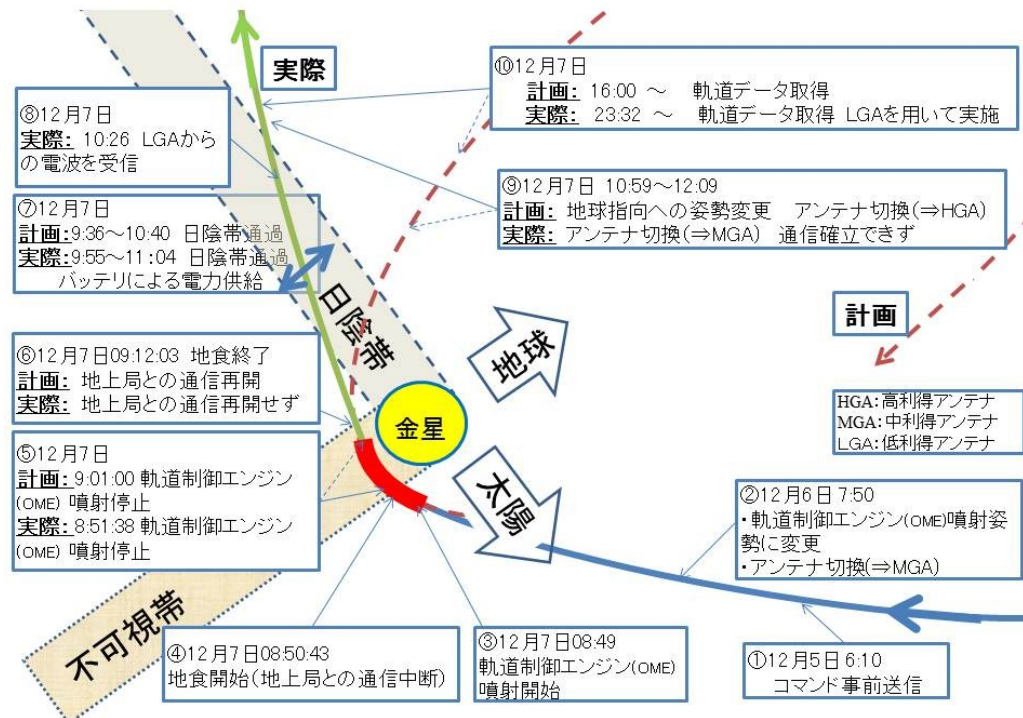 実際
⑩12月7日
計画: 16:00 ～ 軌道データ取得
実際: 23:32 ～ 軌道データ取得 LGAを用いて実施
⑧12月7日
実際: 10:26 LGAから
の電波を受信
⑨12月7日 10:59～12:09
計画: 地球指向への姿勢変更 アンテナ切換(⇒HGA)
実際: アンテナ切換(⇒MGA) 通信確立できず
⑦12月7日
計画:9:36～10:40 日陰帯通過
実際:9:55～11:04 日陰帯通過
バッテリによる電力供給
日陰帯
地球
計画
⑥12月7日09:12:03 地食終了
計画: 地上局との通信再開
実際: 地上局との通信再開せず
金星
HGA:高利得アンテナ
MGA:中利得アンテナ
LGA:低利得アンテナ
⑤12月7日
計画: 9:01:00 軌道制御エンジン
(OME) 噴射停止
実際: 8:51:38 軌道制御エンジン
(OME) 噴射停止
太陽
②12月6日 7:50
・軌道制御エンジン(OME)噴射姿
勢に変更
・アンテナ切換(⇒MGA)
不可視帯
④12月7日08:50:43
地食開始(地上局との通信中断)
③12月7日08:49
軌道制御エンジン(OME)
噴射開始
①12月5日 6:10
コマンド事前送信